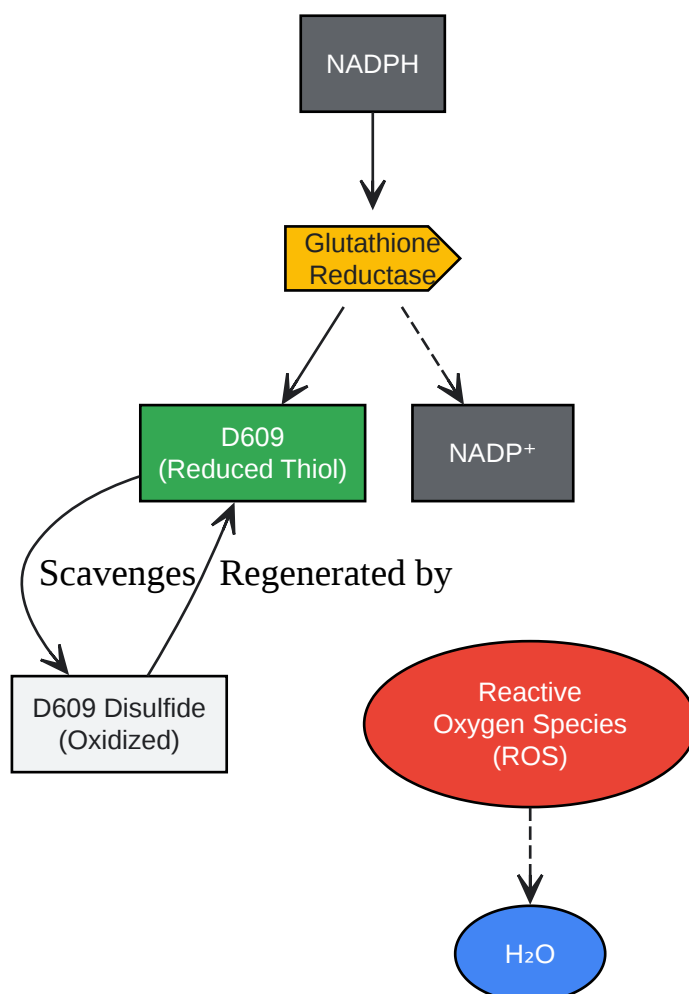 NADPH
Glutathione
Reductase
D609
(Reduced Thiol)
NADP⁺
Scavenges
Regenerated by
D609 Disulfide
(Oxidized)
Reactive
Oxygen Species
(ROS)
H₂O